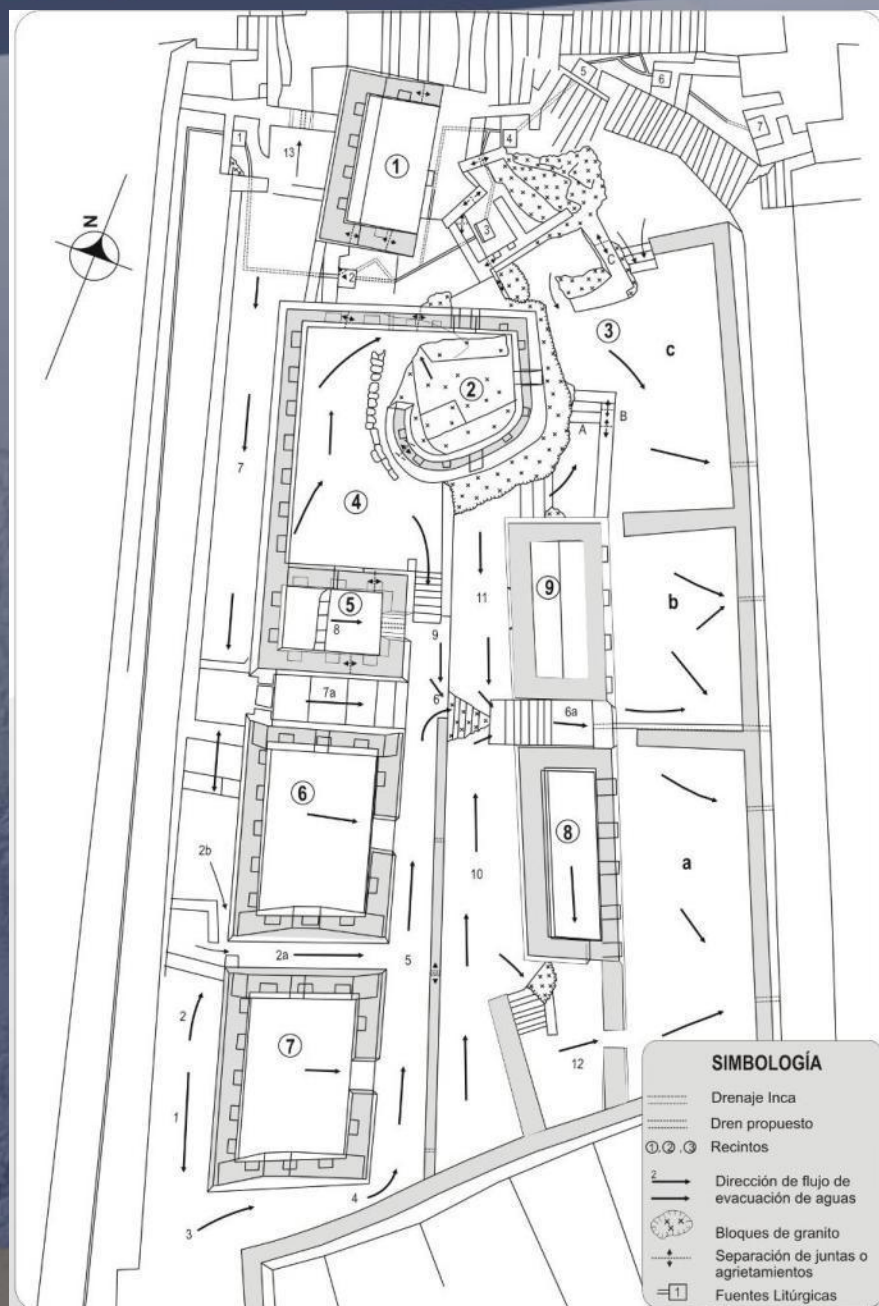 5
6
1
4
7
13
①
3
N
2
C
③
c
②
B
A
7
④
11
⑨
⑤
b
8
9
7a
6
6a
⑥
⑧
2b
10
a
2a
5
2
⑦
12
1
4
3
SIMBOLOGÍA
Drenaje Inca
Dren propuesto
①,②,③ Recintos
2
Dirección de flujo de
evacuación de aguas
Bloques de granito
Separación de juntas o
agrietamientos
1 Fuentes Litúrgicas